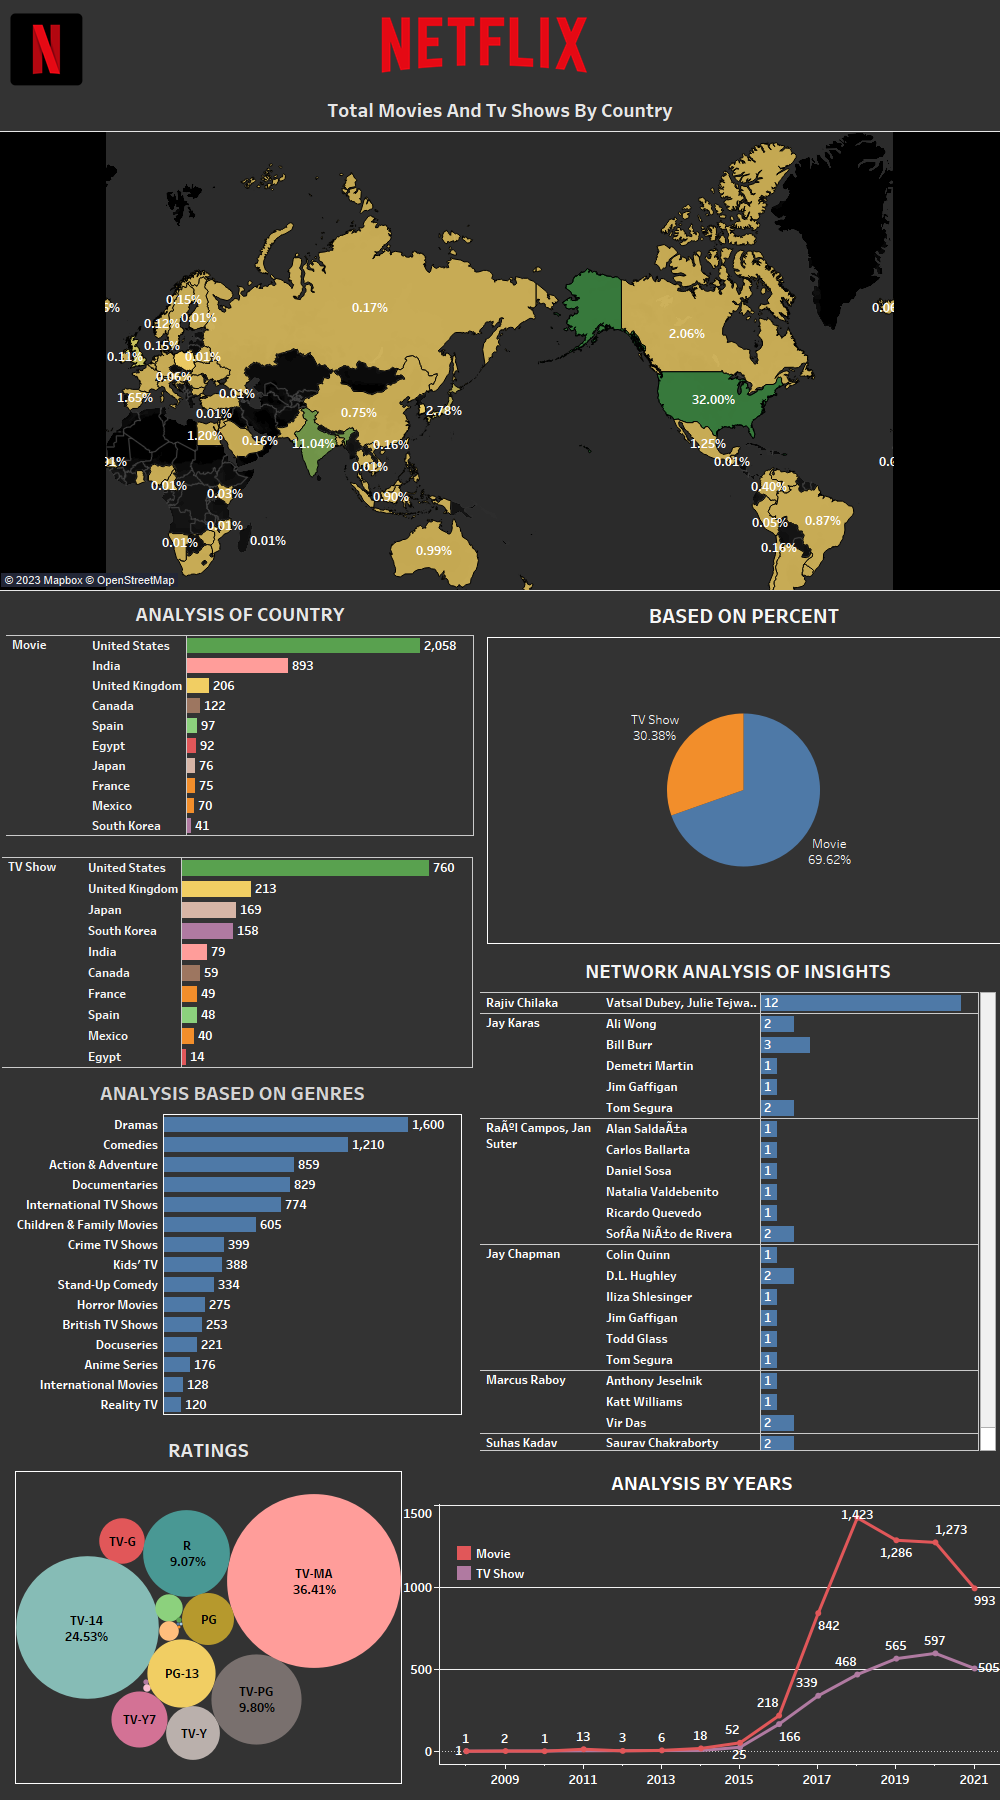 N
NETFLIX
Total Movies And Tv Shows By Country
0.15%
0.01%
0.12%
0.15%
0.11%
0.01%
0.06%
1.65%
0.01%
0.01%
1.20%
0.16%
11.04%
0.17%
0.75%
2.78%
0.16%
0.01%
0.90%
0.01%
0.03%
0.01%
0.01%
0.01%
0.99%
2.06%
32.00%
1.25%
0.01%
0.40%
0.05%
0.87%
0.16%
© 2023 Mapbox © OpenStreetMap
ANALYSIS OF COUNTRY
Movie
United States 2,058
India 893
United Kingdom 206
Canada 122
Spain 97
Egypt 92
Japan 76
France 75
Mexico 70
South Korea 41
TV Show
United States 760
United Kingdom 213
Japan 169
South Korea 158
India 79
Canada 59
France 49
Spain 48
Mexico 40
Egypt 14
BASED ON PERCENT
TV Show
30.38%
Movie
69.62%
ANALYSIS BASED ON GENRES
Dramas 1,600
Comedies 1,210
Action & Adventure 859
Documentaries 829
International TV Shows 774
Children & Family Movies 605
Crime TV Shows 399
Kids' TV 388
Stand-Up Comedy 334
Horror Movies 275
British TV Shows 253
Docuseries 221
Anime Series 176
International Movies 128
Reality TV 120
NETWORK ANALYSIS OF INSIGHTS
Rajiv Chilaka Vatsal Dubey, Julie Tejwa.. 12
Jay Karas Ali Wong 2
Bill Burr 3
Demetri Martin 1
Jim Gaffigan 1
Tom Segura 2
RaÃºl Campos, Jan Suter Alan SaldaÃ±a 1
Carlos Ballarta 1
Daniel Sosa 1
Natalia Valdebenito 1
Ricardo Quevedo 1
SofÃa NiÃ±o de Rivera 2
Jay Chapman Colin Quinn 1
D.L. Hughley 2
Iliza Shlesinger 1
Jim Gaffigan 1
Todd Glass 1
Tom Segura 1
Marcus Raboy Anthony Jeselnik 1
Katt Williams 1
Vir Das 2
Suhas Kadav Saurav Chakraborty 2
RATINGS
TV-G
R
9.07%
TV-MA
36.41%
TV-14
24.53%
PG
PG-13
TV-PG
9.80%
TV-Y7
TV-Y
ANALYSIS BY YEARS
1500
1000
500
0
Movie
TV Show
1,423
1,286
1,273
993
842
565
597
505
468
339
218
166
1
1
2
1
13
3
6
18
52
25
2009 2011 2013 2015 2017 2019 2021